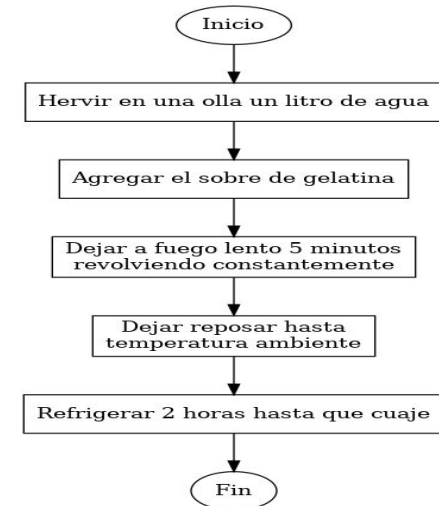 Inicio
Hervir en una olla un litro de agua
Agregar el sobre de gelatina
Dejar a fuego lento 5 minutos
revolviendo constantemente
Dejar reposar hasta
temperatura ambiente
Refrigerar 2 horas hasta que cuaje
Fin